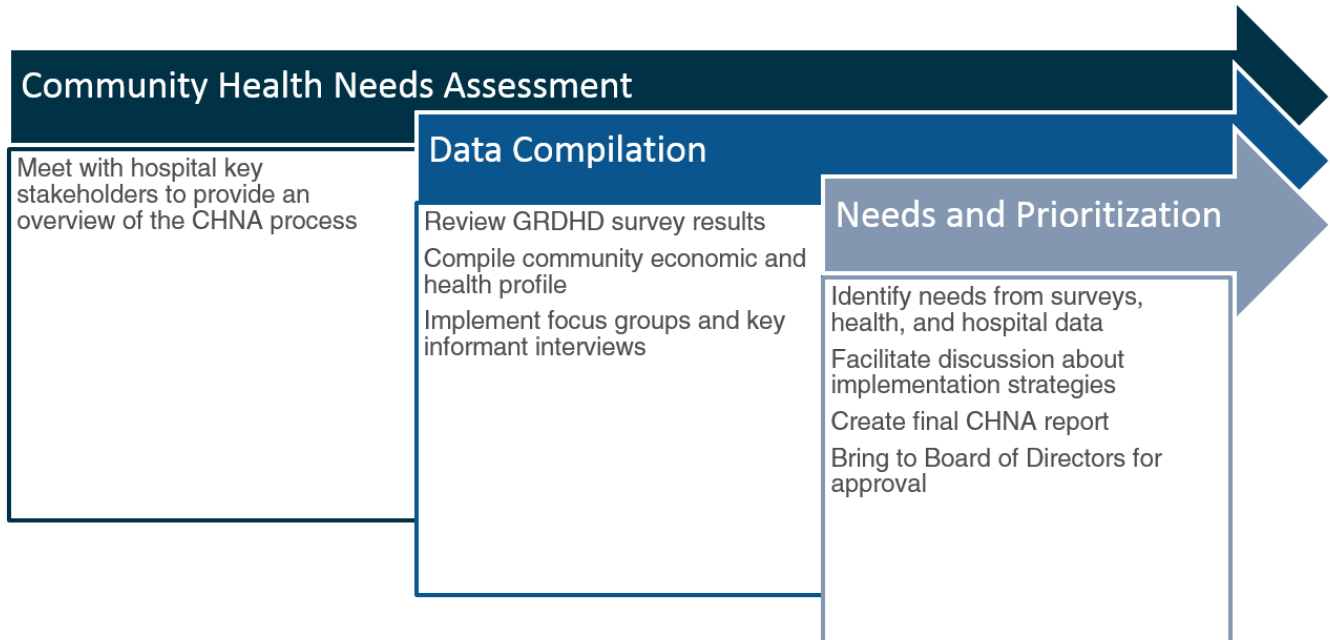 Community Health Needs Assessment
Meet with hospital key
stakeholders to provide an
overview of the CHNA process
Data Compilation
Review GRDHD survey results
Compile community economic and
health profile
Implement focus groups and key
informant interviews
Needs and Prioritization
Identify needs from surveys,
health, and hospital data
Facilitate discussion about
implementation strategies
Create final CHNA report
Bring to Board of Directors for
approval